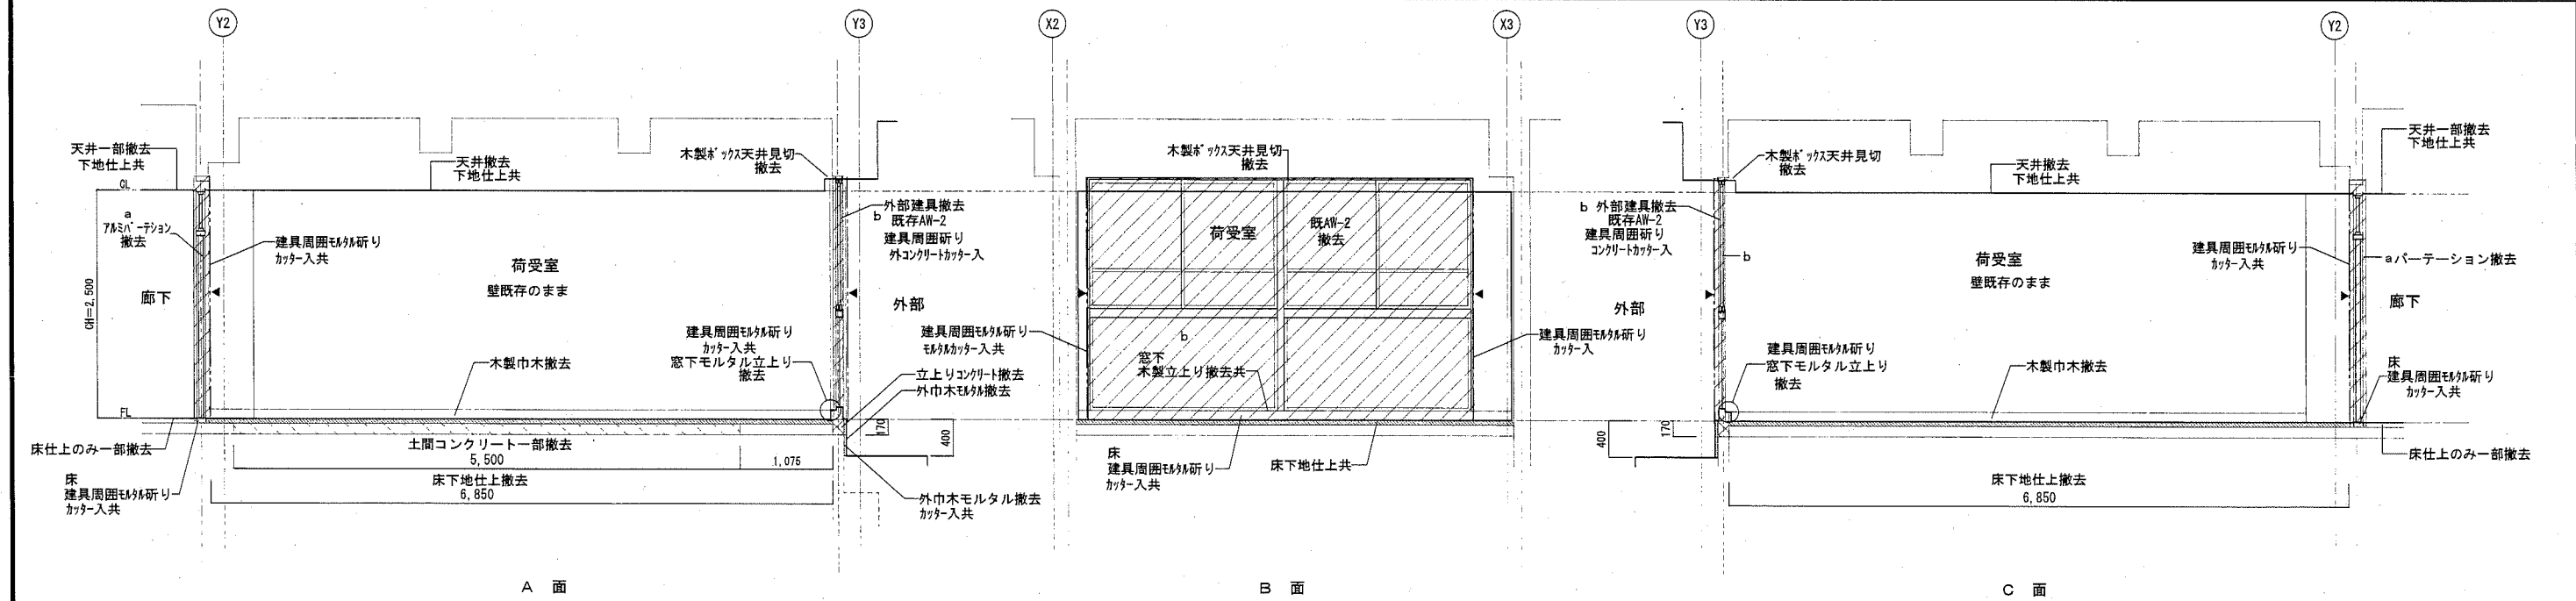 Y2
Y3
X2
X3
Y3
Y2
天井一部撤去
下地仕上共
CL
天井撤去
下地仕上共
木製ボックス天井見切
撤去
a
アルミパーテション
撤去
CH=2,500
廊下
建具周囲モルタル斫り
カッター入共
荷受室
壁既存のまま
b
外部建具撤去
既存AW-2
建具周囲斫り
外コンクリートカッター入
外部
建具周囲モルタル斫り
カッター入共
窓下モルタル立上り
撤去
木製巾木撤去
立上りコンクリート撤去
外巾木モルタル撤去
FL
床仕上のみ一部撤去
床
建具周囲モルタル斫り
カッター入共
土間コンクリート一部撤去
5,500
1,075
床下地仕上撤去
6,850
170
400
外巾木モルタル撤去
カッター入共
A 面
木製ボックス天井見切
撤去
荷受室
既AW-2
撤去
建具周囲モルタル斫り
モルタルカッター入共
b
窓下
木製立上り撤去共
建具周囲モルタル斫り
カッター入
床
建具周囲モルタル斫り
カッター入共
床下地仕上共
B 面
木製ボックス天井見切
撤去
天井撤去
下地仕上共
天井一部撤去
下地仕上共
b 外部建具撤去
既存AW-2
建具周囲斫り
コンクリートカッター入
b
外部
荷受室
壁既存のまま
建具周囲モルタル斫り
カッター入共
aパーテーション撤去
廊下
建具周囲モルタル斫り
窓下モルタル立上り
撤去
木製巾木撤去
床
建具周囲モルタル斫り
カッター入共
400
170
床仕上のみ一部撤去
床下地仕上撤去
6,850
C 面